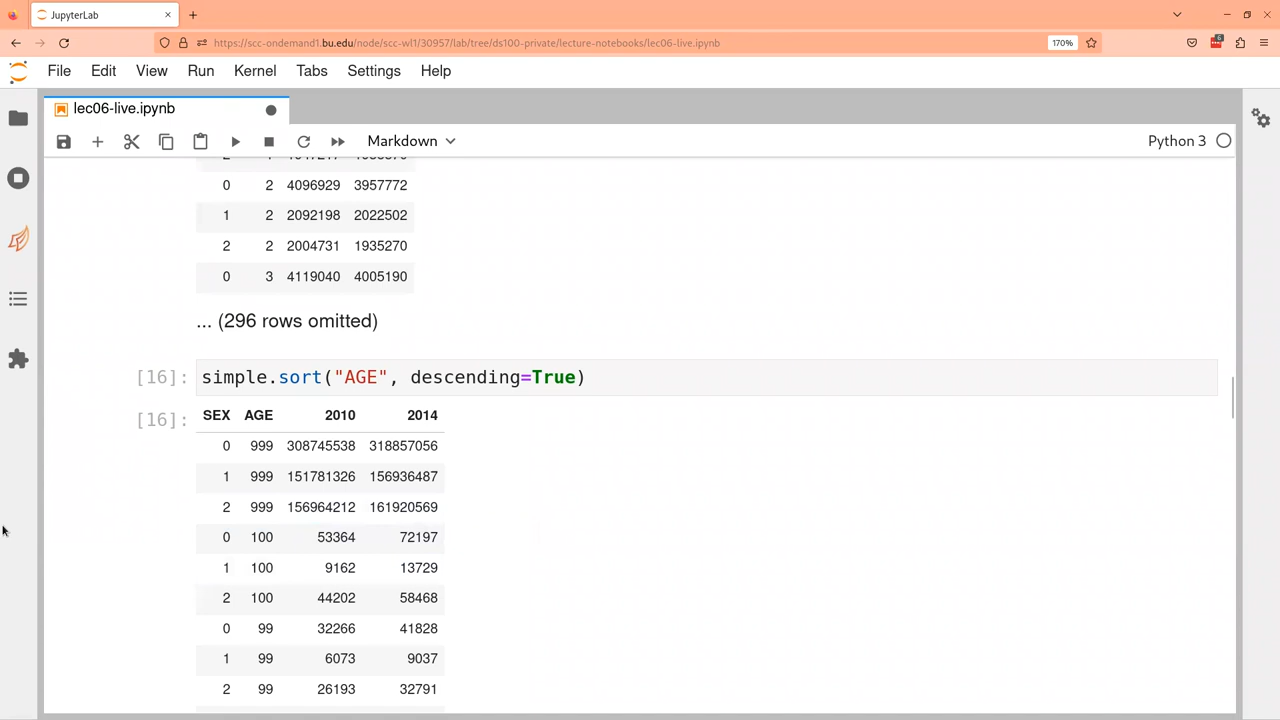 JupyterLab
https://scc-ondemand1.bu.edu/node/scc-wl1/30957/lab/tree/ds100-private/lecture-notebooks/lec06-live.ipynb
170%
6
File Edit View Run Kernel Tabs Settings Help
lec06-live.ipynb
Markdown
Python 3
0 2 4096929 3957772
1 2 2092198 2022502
2 2 2004731 1935270
0 3 4119040 4005190
... (296 rows omitted)
[16]: simple.sort("AGE", descending=True)
[16]: SEX AGE 2010 2014
0 999 308745538 318857056
1 999 151781326 156936487
2 999 156964212 161920569
0 100 53364 72197
1 100 9162 13729
2 100 44202 58468
0 99 32266 41828
1 99 6073 9037
2 99 26193 32791